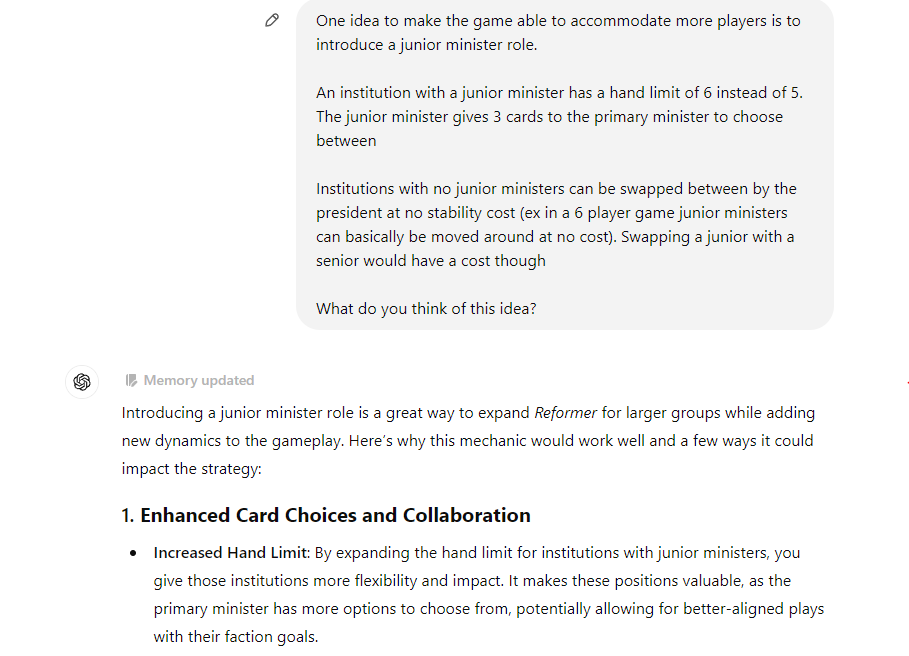 One idea to make the game able to accommodate more players is to
introduce a junior minister role.
An institution with a junior minister has a hand limit of 6 instead of 5.
The junior minister gives 3 cards to the primary minister to choose
between
Institutions with no junior ministers can be swapped between by the
president at no stability cost (ex in a 6 player game junior ministers
can basically be moved around at no cost). Swapping a junior with a
senior would have a cost though
What do you think of this idea?
Memory updated
Introducing a junior minister role is a great way to expand Reformer for larger groups while adding
new dynamics to the gameplay. Here's why this mechanic would work well and a few ways it could
impact the strategy:
1. Enhanced Card Choices and Collaboration
• Increased Hand Limit: By expanding the hand limit for institutions with junior ministers, you
give those institutions more flexibility and impact. It makes these positions valuable, as the
primary minister has more options to choose from, potentially allowing for better-aligned plays
with their faction goals.